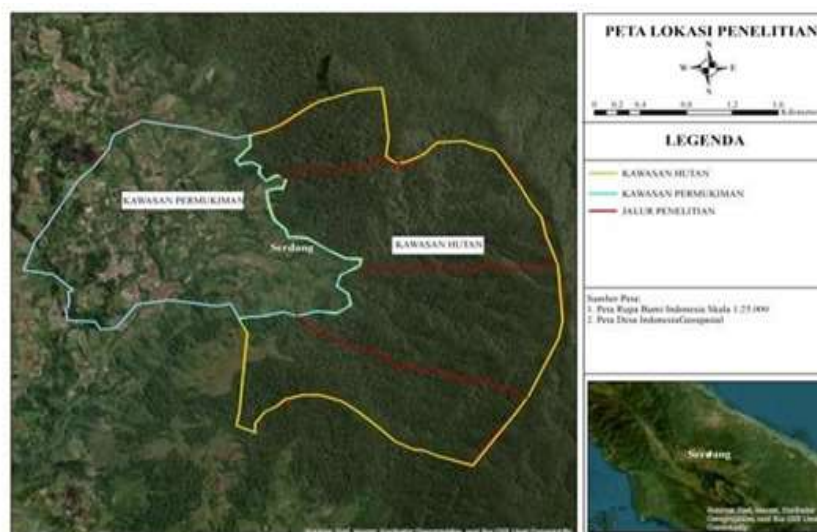 KAWASAN PERMUKIMAN
Serdang
KAWASAN HUTAN
PETA LOKASI PENELITIAN
N
W E
S
0 0.2 0.4 0.8 1.2 1.6
Kilometers
LEGENDA
KAWASAN HUTAN
KAWASAN PERMUKIMAN
JALUR PENELITIAN
Sumber Peta:
1. Peta Rupa Bumi Indonesia Skala 1:25.000
2. Peta Desa Indonesia
Serdang